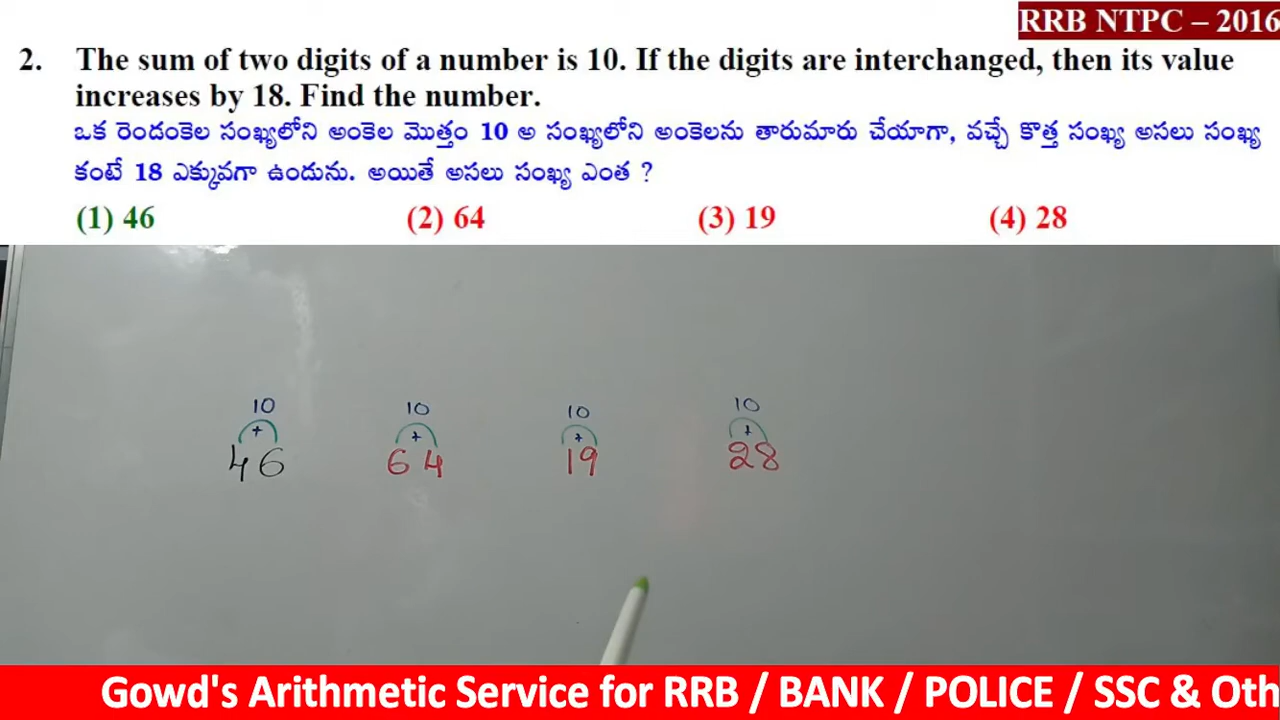 RRB NTPC – 2016
2. The sum of two digits of a number is 10. If the digits are interchanged, then its value
increases by 18. Find the number.
ఒక రెండంకెల సంఖ్యలోని అంకెల మొత్తం 10 అ సంఖ్యలోని అంకెలను తారుమారు చేయాగా, వచ్చే కొత్త సంఖ్య అసలు సంఖ్య
కంటే 18 ఎక్కువగా ఉందును. అయితే అసలు సంఖ్య ఎంత ?
(1) 46 (2) 64 (3) 19 (4) 28
10 10 10 10
+ + + +
46 64 19 28
Gowd's Arithmetic Service for RRB / BANK / POLICE / SSC & Oth